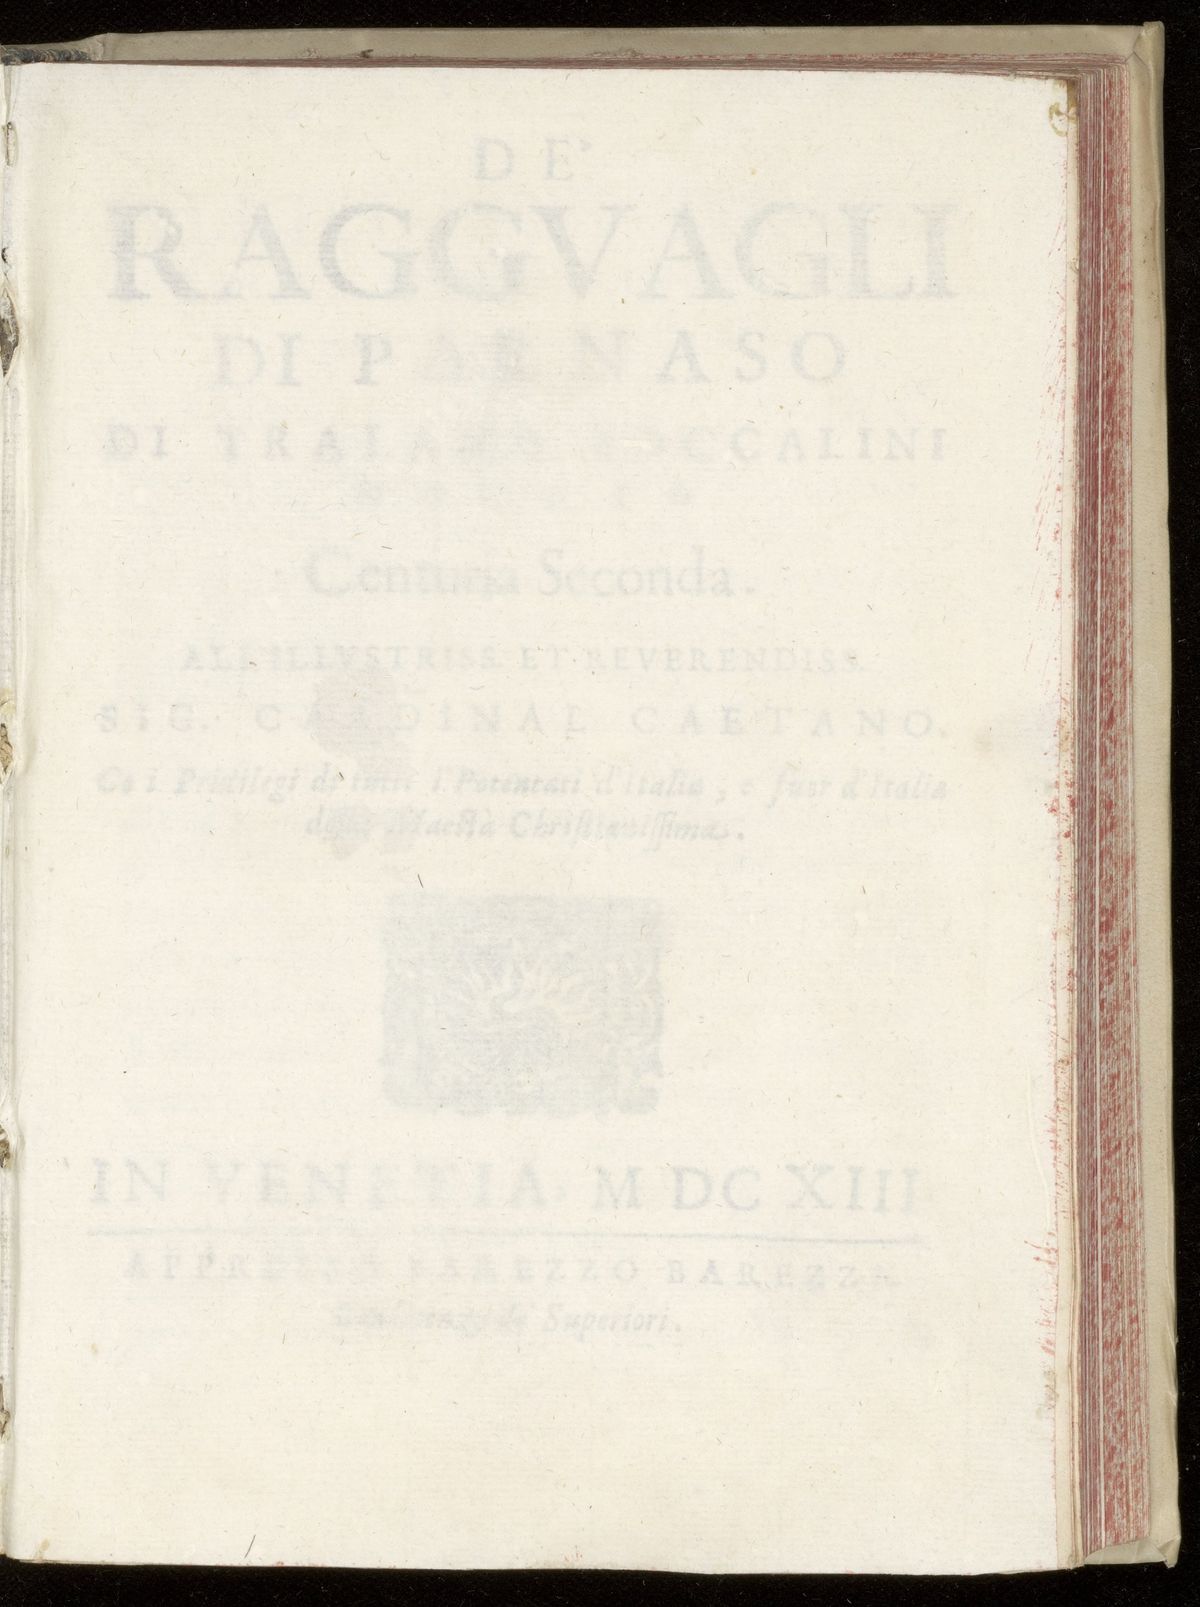 DE'
RAGGVAGLI
DI PARNASO
DI TRAIANO BOCCALINI
ROMANO
Centuria Seconda.
ALL'ILLVSTRISS. ET REVERENDISS.
SIG. CARDINAL CAETANO.
Co i Priuilegi di tutti i Potentati d'Italia, e fuor d'Italia
della Maestà Christianissima.
IN VENETIA, M DC XIII
APPRESSO BAREZZO BAREZZI.
Con licenza de' Superiori.